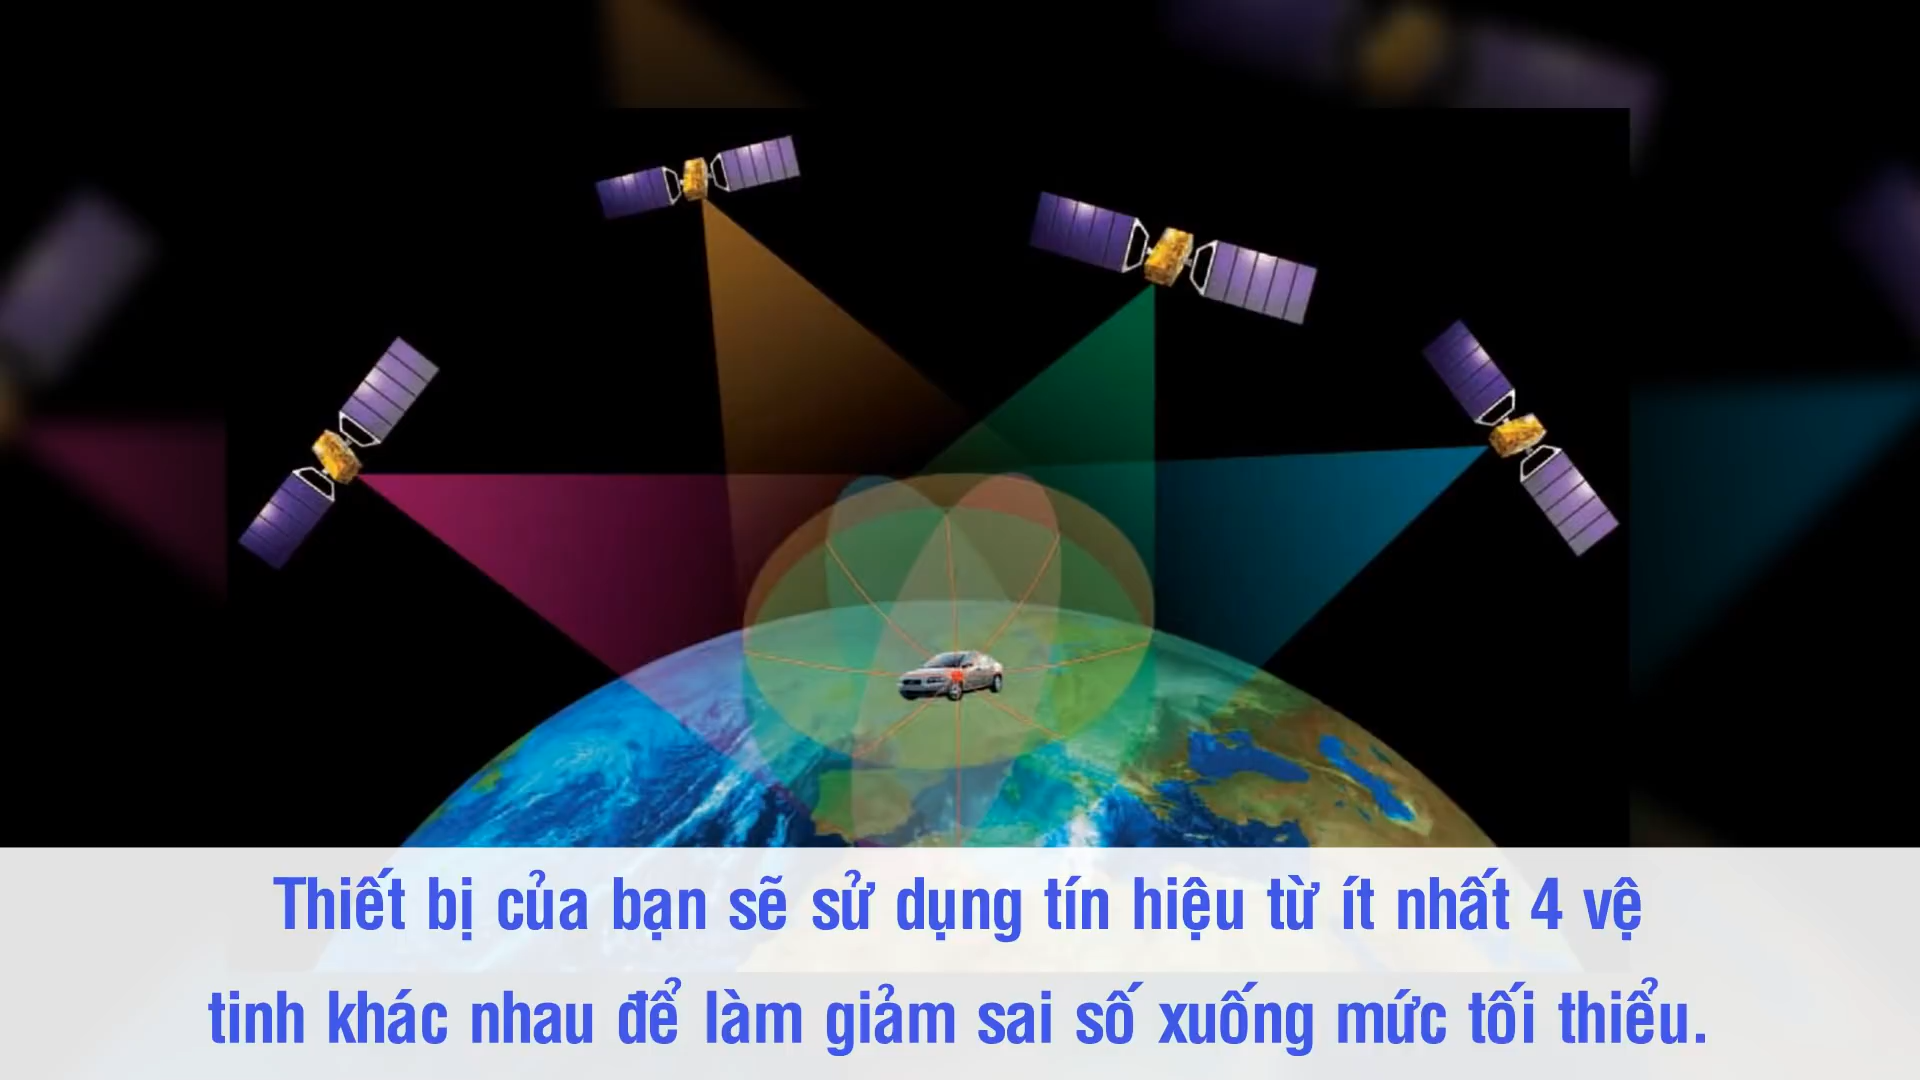 Thiết bị của bạn sẽ sử dụng tín hiệu từ ít nhất 4 vệ
tinh khác nhau để làm giảm sai số xuống mức tối thiểu.